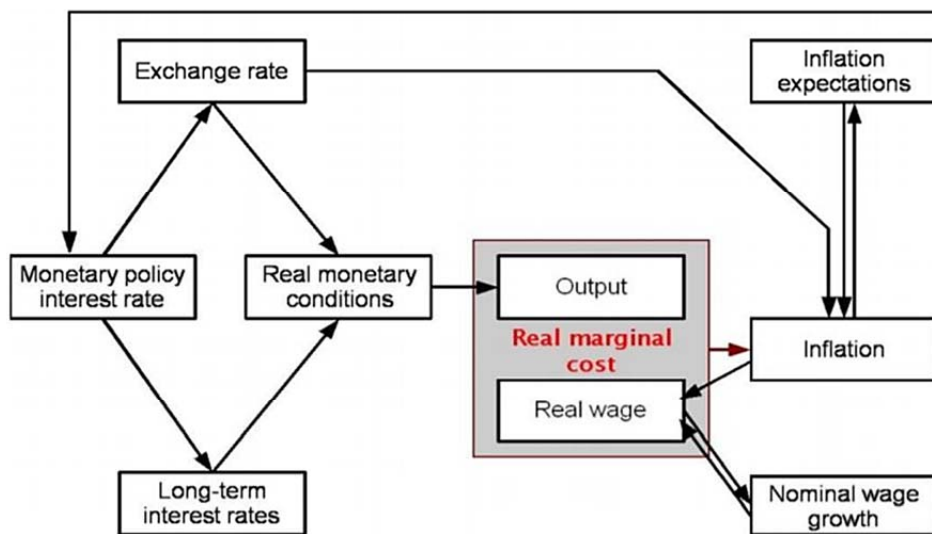 Exchange rate
Inflation
expectations
Monetary policy
interest rate
Real monetary
conditions
Output
Real marginal
cost
Inflation
Real wage
Long-term
interest rates
Nominal wage
growth